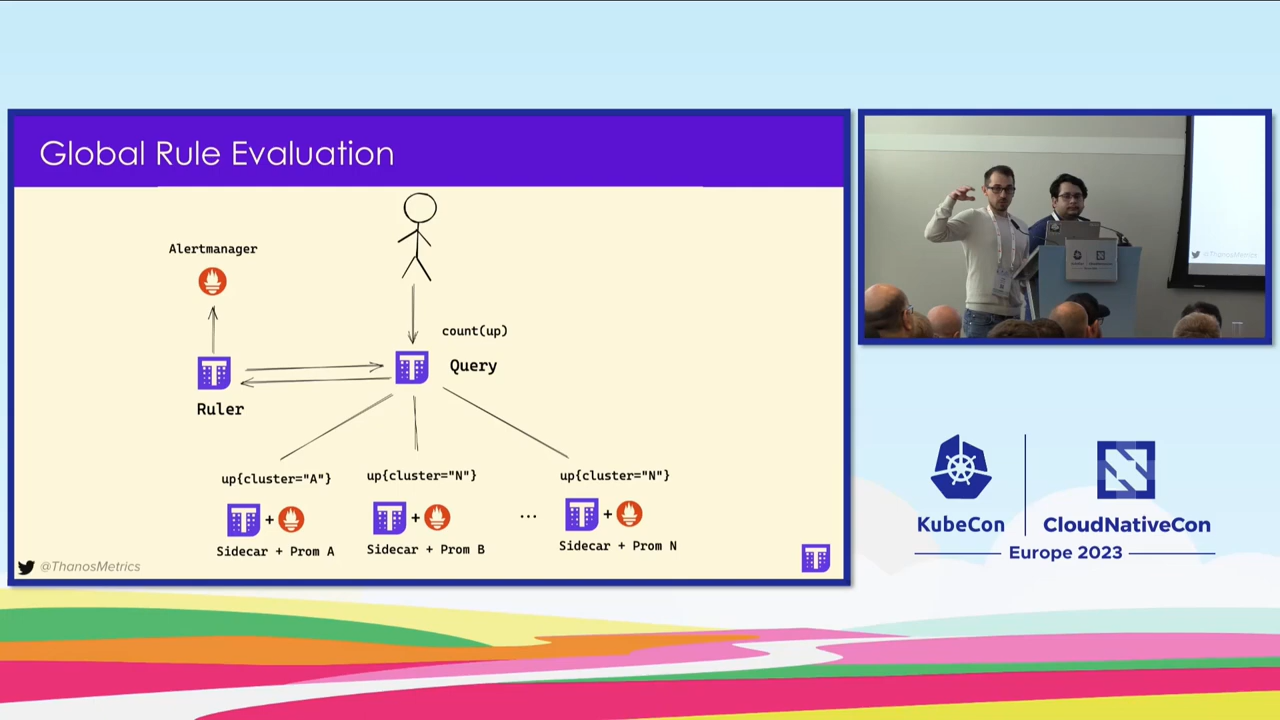 Global Rule Evaluation
Alertmanager
count(up)
Query
Ruler
up{cluster="A"}
up{cluster="N"}
up{cluster="N"}
+
+
...
+
Sidecar + Prom A
Sidecar + Prom B
Sidecar + Prom N
@ThanosMetrics
@ThanosMetrics
KubeCon
CloudNativeCon
Europe 2023